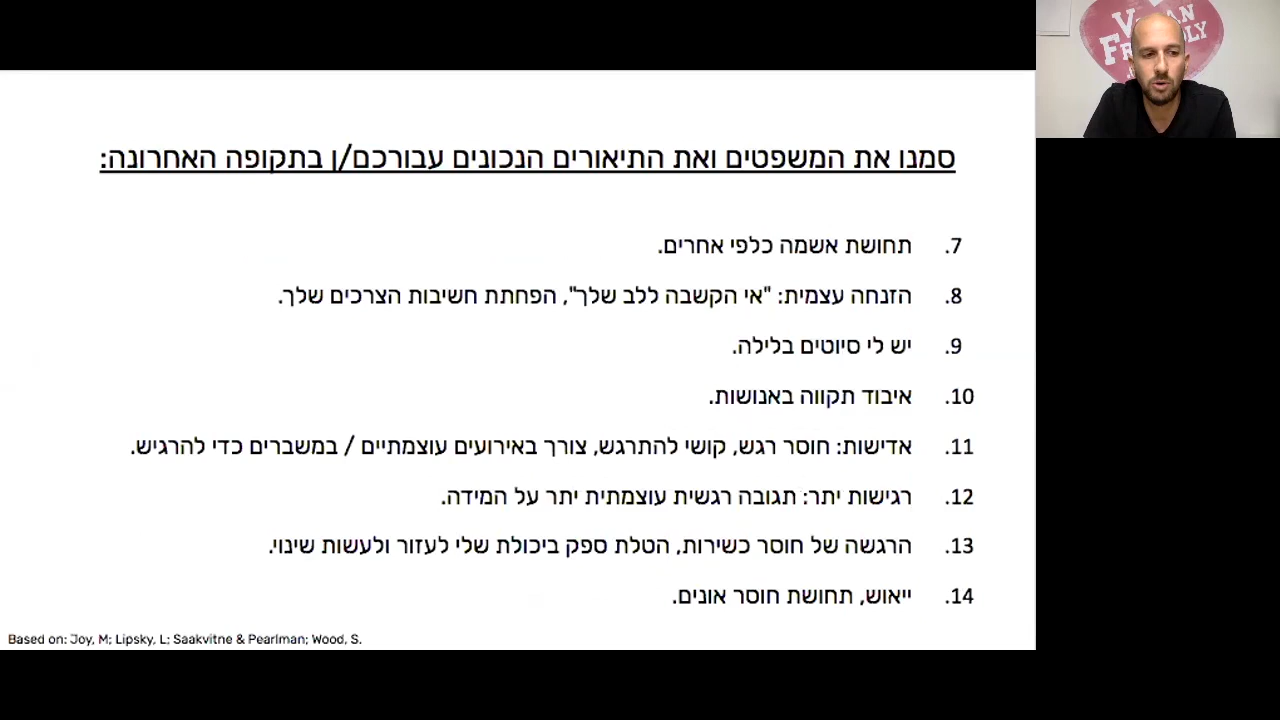 סמנו את המשפטים ואת התיאורים הנכונים עבורכם/ן בתקופה האחרונה:
7. תחושת אשמה כלפי אחרים.
8. הזנחה עצמית: "אי הקשבה ללב שלך", הפחתת חשיבות הצרכים שלך.
9. יש לי סיוטים בלילה.
10. איבוד תקווה באנושות.
11. אדישות: חוסר רגש, קושי להתרגש, צורך באירועים עוצמתיים / במשברים כדי להרגיש.
12. רגישות יתר: תגובה רגשית עוצמתית יתר על המידה.
13. הרגשה של חוסר כשירות, הטלת ספק ביכולת שלי לעזור ולעשות שינוי.
14. ייאוש, תחושת חוסר אונים.
Based on: Joy, M; Lipsky, L; Saakvitne & Pearlman; Wood, S.